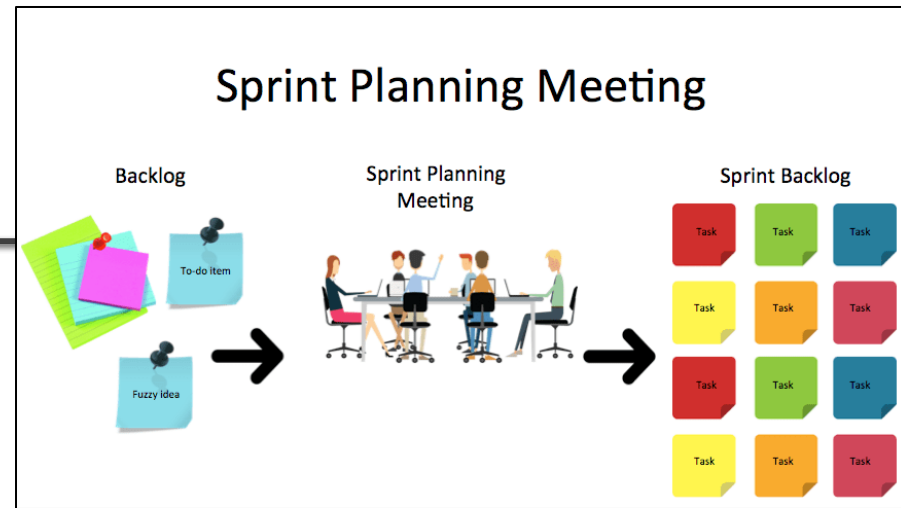 Sprint Planning Meeting
Backlog
Sprint Planning
Meeting
Sprint Backlog
To-do item
Fuzzy idea
Task
Task
Task
Task
Task
Task
Task
Task
Task
Task
Task
Task